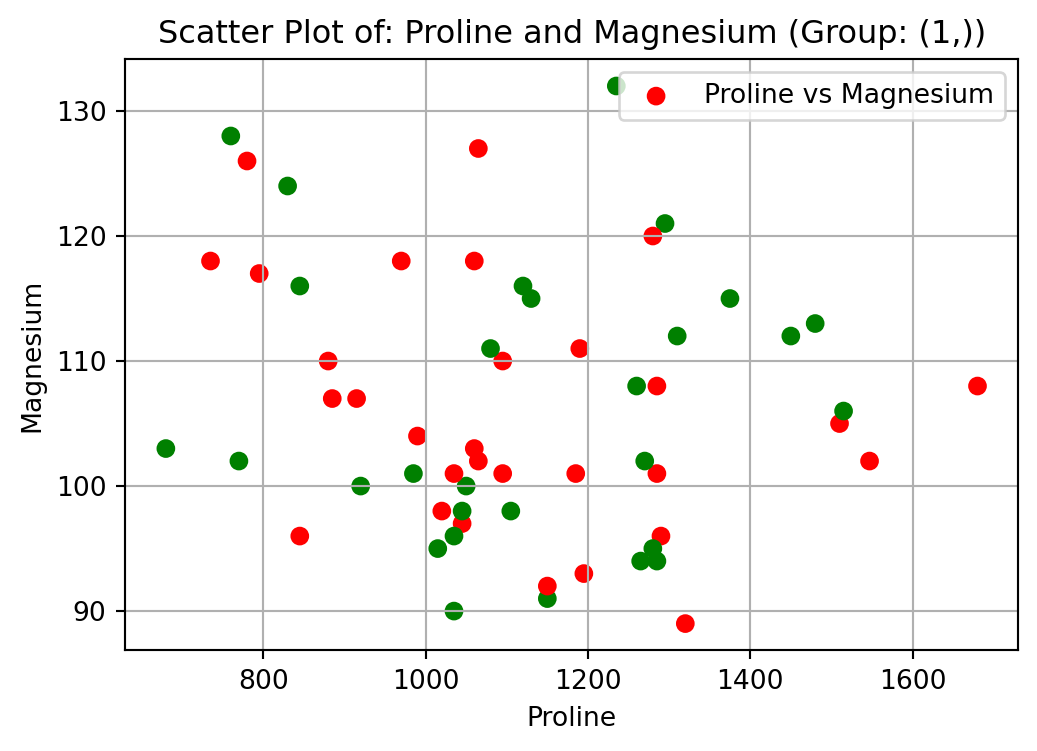 Scatter Plot of: Proline and Magnesium (Group: (1,))
Proline vs Magnesium
130
120
110
100
90
Magnesium
800 1000 1200 1400 1600
Proline